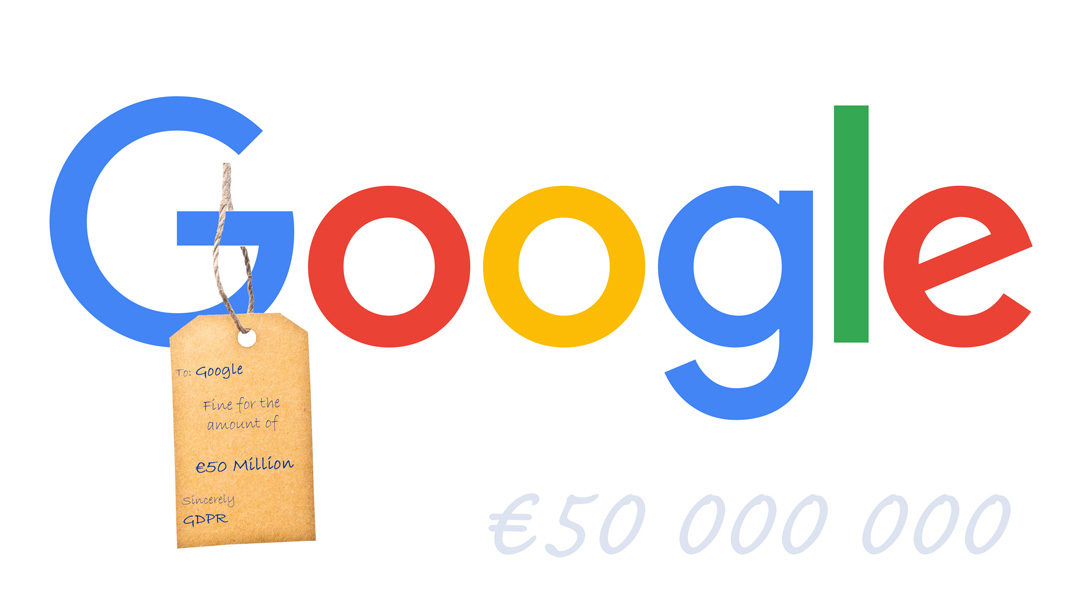 Google
To: Google
Fine for the
amount of
€50 Million
Sincerely
GDPR
€50 000 000